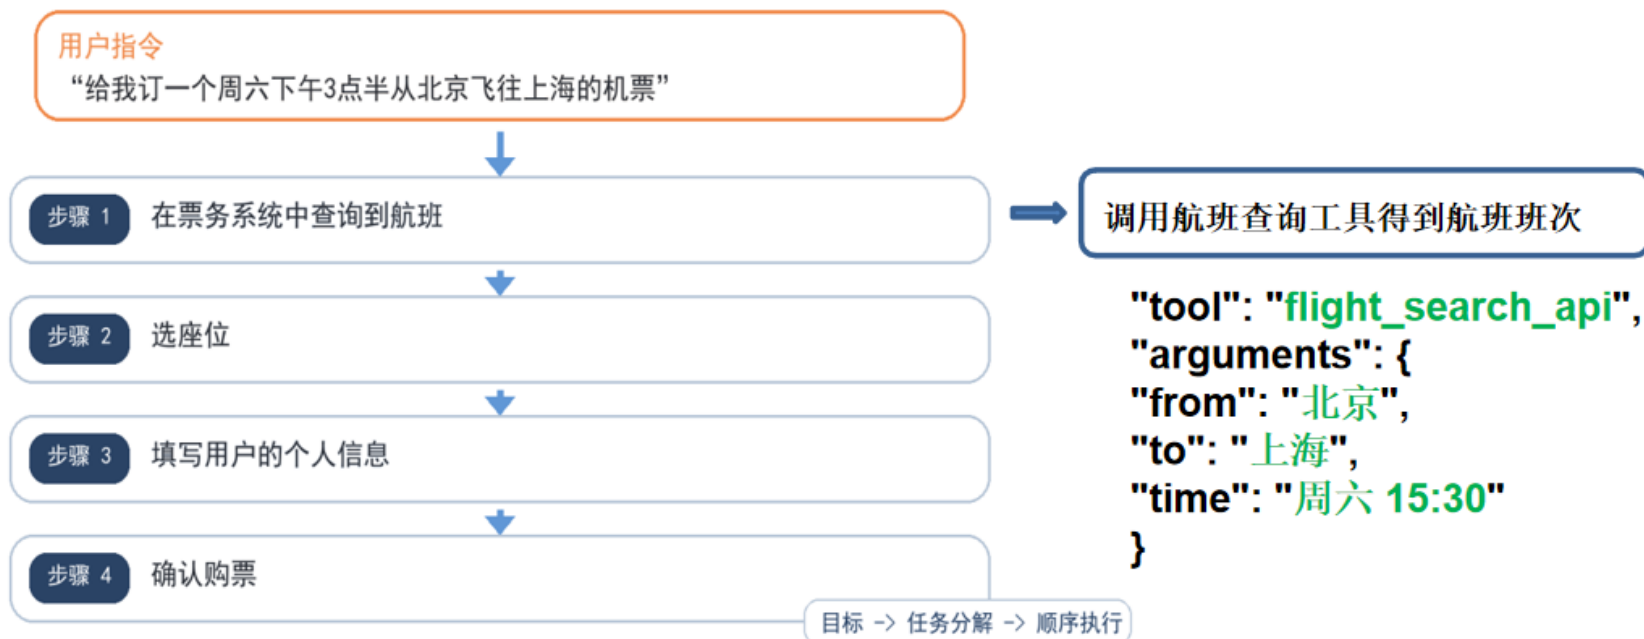 用户指令
“给我订一个周六下午3点半从北京飞往上海的机票”
步骤 1 在票务系统中查询到航班
调用航班查询工具得到航班班次
步骤 2 选座位
步骤 3 填写用户的个人信息
步骤 4 确认购票
目标 -> 任务分解 -> 顺序执行
"tool": "flight_search_api",
"arguments": {
"from": "北京",
"to": "上海",
"time": "周六 15:30"
}